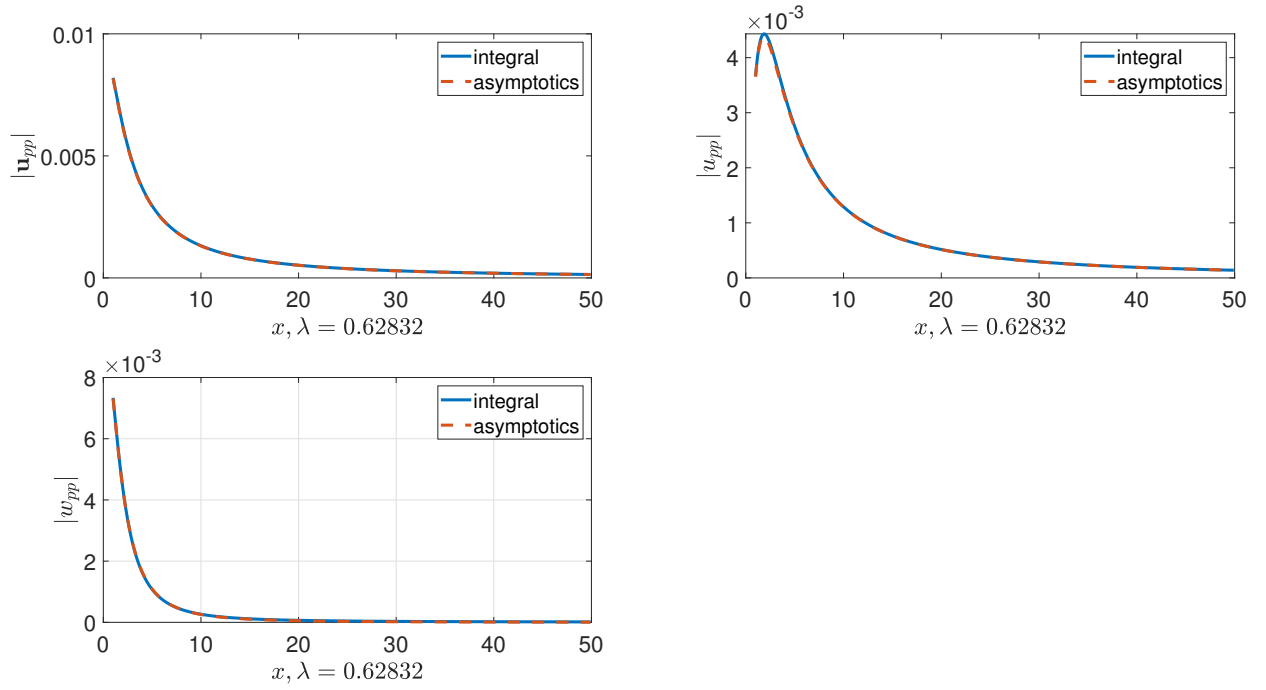 0.01
0.005
0
|u_pp|
0 10 20 30 40 50
x, λ = 0.62832
integral
asymptotics
×10^-3
4
3
2
1
0
|u_pp|
0 10 20 30 40 50
x, λ = 0.62832
integral
asymptotics
×10^-3
8
6
4
2
0
|w_pp|
0 10 20 30 40 50
x, λ = 0.62832
integral
asymptotics